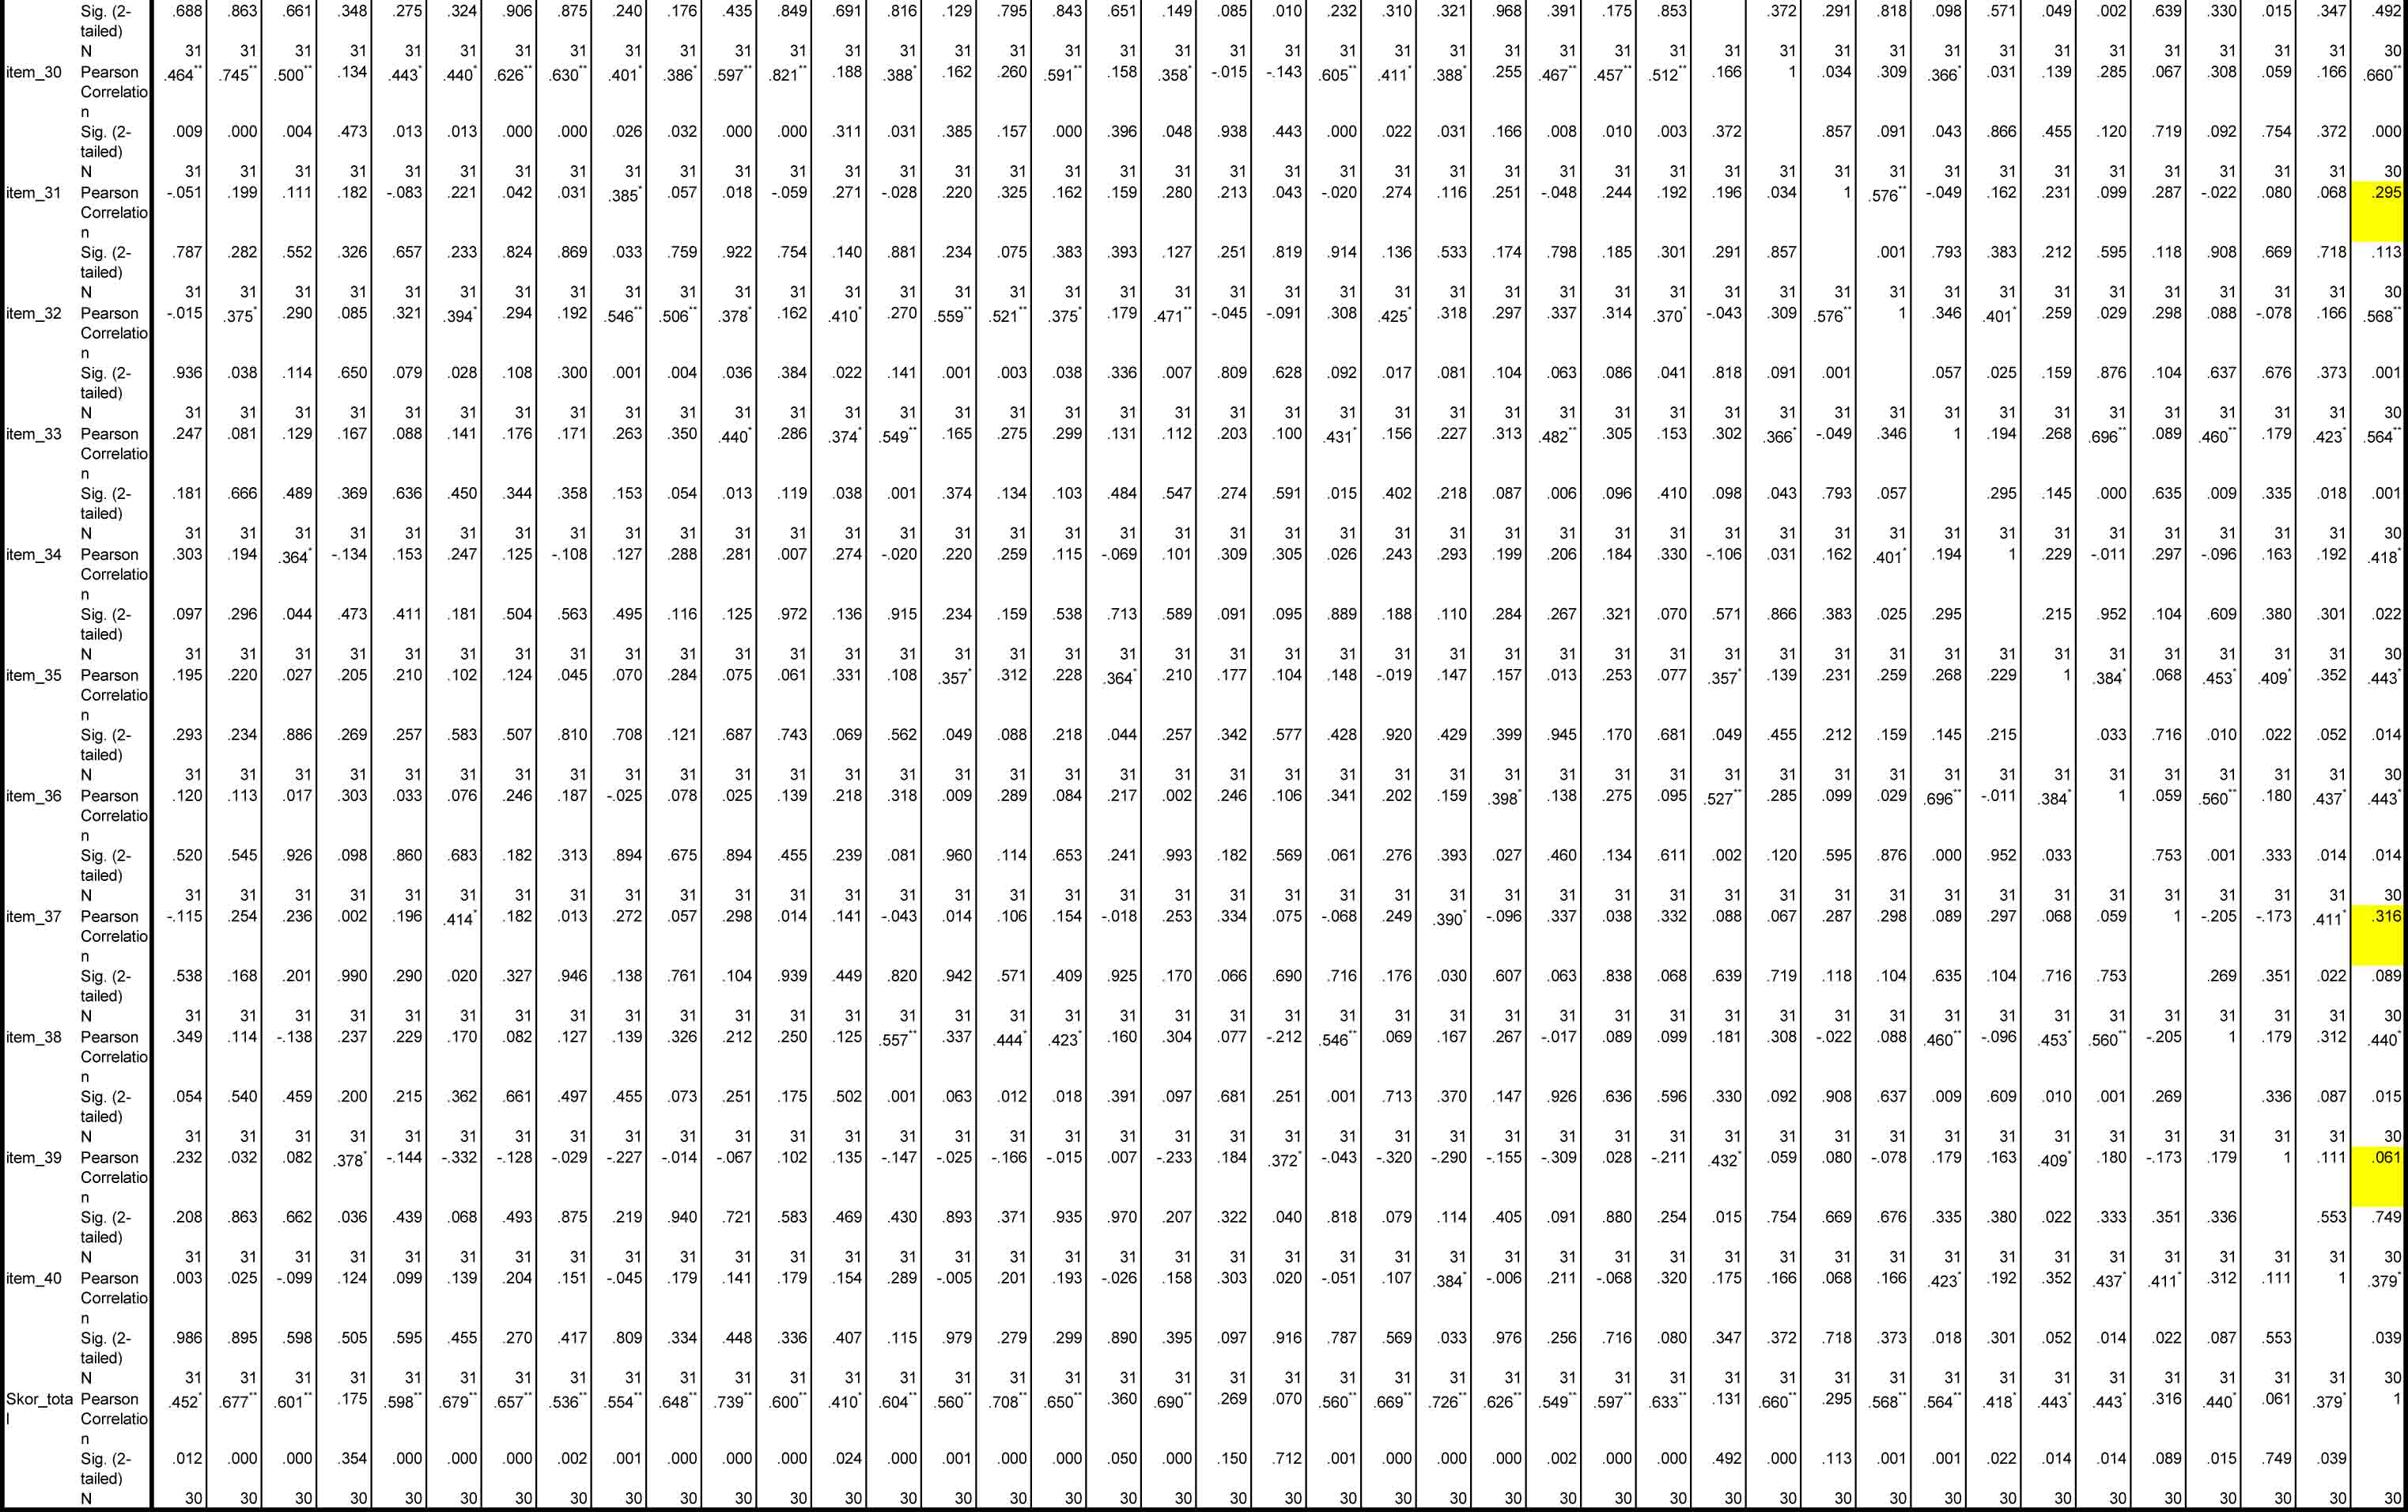 Sig. (2- .688 .863 .661 .348 .275 .324 .906 .875 .240 .176 .435 .849 .691 .816 .129 .795 .843 .651 .149 .085 .010 .232 .310 .321 .968 .391 .175 .853 .372 .291 .818 .098 .571 .049 .002 .639 .330 .015 .347 .492
tailed)
N 31 31 31 31 31 31 31 31 31 31 31 31 31 31 31 31 31 31 31 31 31 31 31 31 31 31 31 31 31 31 31 31 31 31 31 31 31 31 31 31 30
item_30 Pearson .464** .745** .500** .134 .443* .440* .626** .630** .401* .386* .597** .821** .188 .388* .162 .260 .591** .158 .358* -.015 -.143 .605** .411* .388* .255 .467** .457** .512** .166 1 .034 .309 .366* .031 .139 .285 .067 .308 .059 .166 .660**
Correlatio
n
Sig. (2- .009 .000 .004 .473 .013 .013 .000 .000 .026 .032 .000 .000 .311 .031 .385 .157 .000 .396 .048 .938 .443 .000 .022 .031 .166 .008 .010 .003 .372 .857 .091 .043 .866 .455 .120 .719 .092 .754 .372 .000
tailed)
N 31 31 31 31 31 31 31 31 31 31 31 31 31 31 31 31 31 31 31 31 31 31 31 31 31 31 31 31 31 31 31 31 31 31 31 31 31 31 31 31 30
item_31 Pearson -.051 .199 .111 .182 -.083 .221 .042 .031 .385* .057 .018 -.059 .271 -.028 .220 .325 .162 .159 .280 .213 .043 -.020 .274 .116 .251 -.048 .244 .192 .196 .034 1 .576** -.049 .162 .231 .099 .287 -.022 .080 .068 .295
Correlatio
n
Sig. (2- .787 .282 .552 .326 .657 .233 .824 .869 .033 .759 .922 .754 .140 .881 .234 .075 .383 .393 .127 .251 .819 .914 .136 .533 .174 .798 .185 .301 .291 .857 .001 .793 .383 .212 .595 .118 .908 .669 .718 .113
tailed)
N 31 31 31 31 31 31 31 31 31 31 31 31 31 31 31 31 31 31 31 31 31 31 31 31 31 31 31 31 31 31 31 31 31 31 31 31 31 31 31 31 30
item_32 Pearson -.015 .375* .290 .085 .321 .394* .294 .192 .546** .506** .378* .162 .410* .270 .559** .521** .375* .179 .471** -.045 -.091 .308 .425* .318 .297 .337 .314 .370* -.043 .309 .576** 1 .346 .401* .259 .029 .298 .088 -.078 .166 .568**
Correlatio
n
Sig. (2- .936 .038 .114 .650 .079 .028 .108 .300 .001 .004 .036 .384 .022 .141 .001 .003 .038 .336 .007 .809 .628 .092 .017 .081 .104 .063 .086 .041 .818 .091 .001 .057 .025 .159 .876 .104 .637 .676 .373 .001
tailed)
N 31 31 31 31 31 31 31 31 31 31 31 31 31 31 31 31 31 31 31 31 31 31 31 31 31 31 31 31 31 31 31 31 31 31 31 31 31 31 31 31 30
item_33 Pearson .247 .081 .129 .167 .088 .141 .176 .171 .263 .350 .440* .286 .374* .549** .165 .275 .299 .131 .112 .203 .100 .431* .156 .227 .313 .482** .305 .153 .302 .366* -.049 .346 1 .194 .268 .696** .089 .460** .179 .423* .564**
Correlatio
n
Sig. (2- .181 .666 .489 .369 .636 .450 .344 .358 .153 .054 .013 .119 .038 .001 .374 .134 .103 .484 .547 .274 .591 .015 .402 .218 .087 .006 .096 .410 .098 .043 .793 .057 .295 .145 .000 .635 .009 .335 .018 .001
tailed)
N 31 31 31 31 31 31 31 31 31 31 31 31 31 31 31 31 31 31 31 31 31 31 31 31 31 31 31 31 31 31 31 31 31 31 31 31 31 31 31 31 30
item_34 Pearson .303 .194 .364* -.134 .153 .247 .125 -.108 .127 .288 .281 .007 .274 -.020 .220 .259 .115 -.069 .101 .309 .305 .026 .243 .293 .199 .206 .184 .330 -.106 .031 .162 .401* .194 1 .229 -.011 .297 -.096 .163 .192 .418*
Correlatio
n
Sig. (2- .097 .296 .044 .473 .411 .181 .504 .563 .495 .116 .125 .972 .136 .915 .234 .159 .538 .713 .589 .091 .095 .889 .188 .110 .284 .267 .321 .070 .571 .866 .383 .025 .295 .215 .952 .104 .609 .380 .301 .022
tailed)
N 31 31 31 31 31 31 31 31 31 31 31 31 31 31 31 31 31 31 31 31 31 31 31 31 31 31 31 31 31 31 31 31 31 31 31 31 31 31 31 31 30
item_35 Pearson .195 .220 .027 .205 .210 .102 .124 .045 .070 .284 .075 .061 .331 .108 .357* .312 .228 .364* .210 .177 .104 .148 -.019 .147 .157 .013 .253 .077 .357* .139 .231 .259 .268 .229 1 .384* .068 .453* .409* .352 .443*
Correlatio
n
Sig. (2- .293 .234 .886 .269 .257 .583 .507 .810 .708 .121 .687 .743 .069 .562 .049 .088 .218 .044 .257 .342 .577 .428 .920 .429 .399 .945 .170 .681 .049 .455 .212 .159 .145 .215 .033 .716 .010 .022 .052 .014
tailed)
N 31 31 31 31 31 31 31 31 31 31 31 31 31 31 31 31 31 31 31 31 31 31 31 31 31 31 31 31 31 31 31 31 31 31 31 31 31 31 31 31 30
item_36 Pearson .120 .113 .017 .303 .033 .076 .246 .187 -.025 .078 .025 .139 .218 .318 .009 .289 .084 .217 .002 .246 .106 .341 .202 .159 .398* .138 .275 .095 .527** .285 .099 .029 .696** -.011 .384* 1 .059 .560** .180 .437* .443*
Correlatio
n
Sig. (2- .520 .545 .926 .098 .860 .683 .182 .313 .894 .675 .894 .455 .239 .081 .960 .114 .653 .241 .993 .182 .569 .061 .276 .393 .027 .460 .134 .611 .002 .120 .595 .876 .000 .952 .033 .753 .001 .333 .014 .014
tailed)
N 31 31 31 31 31 31 31 31 31 31 31 31 31 31 31 31 31 31 31 31 31 31 31 31 31 31 31 31 31 31 31 31 31 31 31 31 31 31 31 31 30
item_37 Pearson -.115 .254 .236 .002 .196 .414* .182 .013 .272 .057 .298 .014 .141 -.043 .014 .106 .154 -.018 .253 .334 .075 -.068 .249 .390* -.096 .337 .038 .332 .088 .067 .287 .298 .089 .297 .068 .059 1 -.205 -.173 .411* .316
Correlatio
n
Sig. (2- .538 .168 .201 .990 .290 .020 .327 .946 .138 .761 .104 .939 .449 .820 .942 .571 .409 .925 .170 .066 .690 .716 .176 .030 .607 .063 .838 .068 .639 .719 .118 .104 .635 .104 .716 .753 .269 .351 .022 .089
tailed)
N 31 31 31 31 31 31 31 31 31 31 31 31 31 31 31 31 31 31 31 31 31 31 31 31 31 31 31 31 31 31 31 31 31 31 31 31 31 31 31 31 30
item_38 Pearson .349 .114 -.138 .237 .229 .170 .082 .127 .139 .326 .212 .250 .125 .557** .337 .444* .423* .160 .304 .077 -.212 .546** .069 .167 .267 -.017 .089 .099 .181 .308 -.022 .088 .460** -.096 .453* .560** -.205 1 .179 .312 .440*
Correlatio
n
Sig. (2- .054 .540 .459 .200 .215 .362 .661 .497 .455 .073 .251 .175 .502 .001 .063 .012 .018 .391 .097 .681 .251 .001 .713 .370 .147 .926 .636 .596 .330 .092 .908 .637 .009 .609 .010 .001 .269 .336 .087 .015
tailed)
N 31 31 31 31 31 31 31 31 31 31 31 31 31 31 31 31 31 31 31 31 31 31 31 31 31 31 31 31 31 31 31 31 31 31 31 31 31 31 31 31 30
item_39 Pearson .232 .032 .082 .378* -.144 -.332 -.128 -.029 -.227 -.014 -.067 .102 .135 -.147 -.025 -.166 -.015 .007 -.233 .184 .372* -.043 -.320 -.290 -.155 -.309 .028 -.211 .432* .059 .080 -.078 .179 .163 .409* .180 -.173 .179 1 .111 .061
Correlatio
n
Sig. (2- .208 .863 .662 .036 .439 .068 .493 .875 .219 .940 .721 .583 .469 .430 .893 .371 .935 .970 .207 .322 .040 .818 .079 .114 .405 .091 .880 .254 .015 .754 .669 .676 .335 .380 .022 .333 .351 .336 .553 .749
tailed)
N 31 31 31 31 31 31 31 31 31 31 31 31 31 31 31 31 31 31 31 31 31 31 31 31 31 31 31 31 31 31 31 31 31 31 31 31 31 31 31 31 30
item_40 Pearson .003 .025 -.099 .124 .099 .139 .204 .151 -.045 .179 .141 .179 .154 .289 -.005 .201 .193 -.026 .158 .303 .020 -.051 .107 .384* -.006 .211 -.068 .320 .175 .166 .068 .166 .423* .192 .352 .437* .411* .312 .111 1 .379*
Correlatio
n
Sig. (2- .986 .895 .598 .505 .595 .455 .270 .417 .809 .334 .448 .336 .407 .115 .979 .279 .299 .890 .395 .097 .916 .787 .569 .033 .976 .256 .716 .080 .347 .372 .718 .373 .018 .301 .052 .014 .022 .087 .553 .039
tailed)
N 31 31 31 31 31 31 31 31 31 31 31 31 31 31 31 31 31 31 31 31 31 31 31 31 31 31 31 31 31 31 31 31 31 31 31 31 31 31 31 31 30
Skor_tota Pearson .452* .677** .601** .175 .598** .679** .657** .536** .554** .648** .739** .600** .410* .604** .560** .708** .650** .360 .690** .269 .070 .560** .669** .726** .626** .549** .597** .633** .131 .660** .295 .568** .564** .418* .443* .443* .316 .440* .061 .379* 1
l Correlatio
n
Sig. (2- .012 .000 .000 .354 .000 .000 .000 .002 .001 .000 .000 .000 .024 .000 .001 .000 .000 .050 .000 .150 .712 .001 .000 .000 .000 .002 .000 .000 .492 .000 .113 .001 .001 .022 .014 .014 .089 .015 .749 .039
tailed)
N 30 30 30 30 30 30 30 30 30 30 30 30 30 30 30 30 30 30 30 30 30 30 30 30 30 30 30 30 30 30 30 30 30 30 30 30 30 30 30 30 30